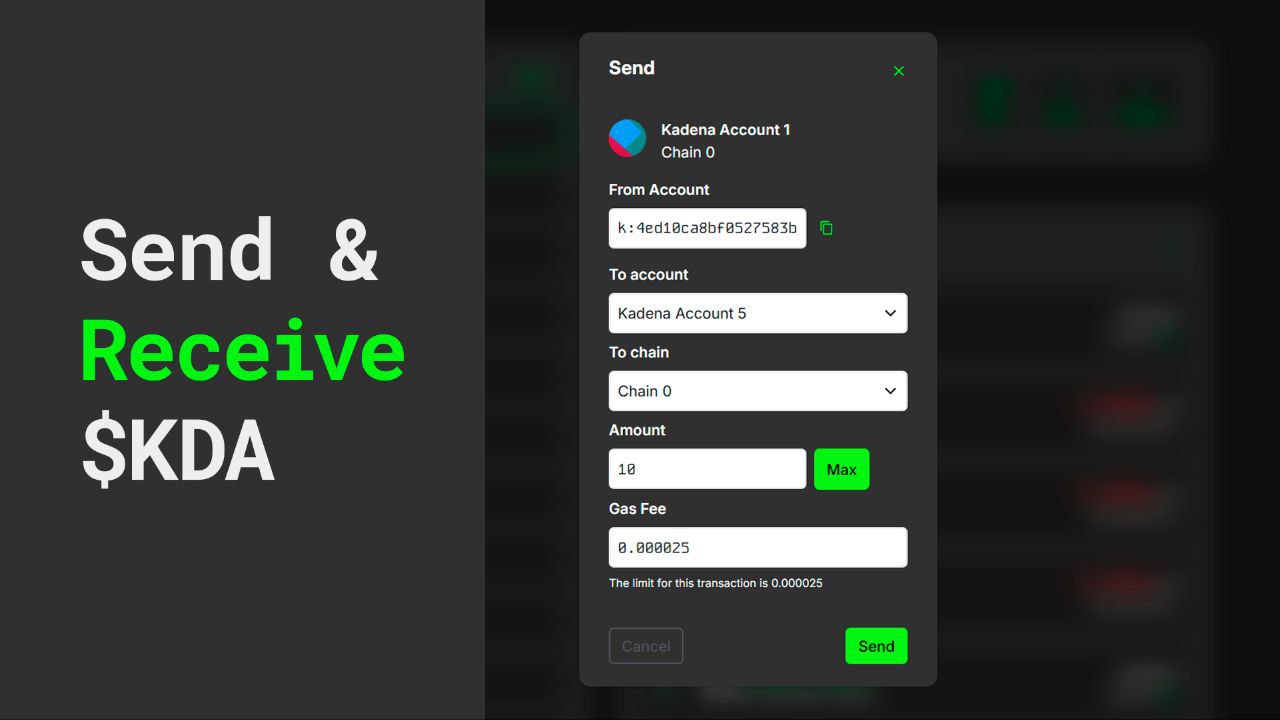 Send &
Receive
$KDA
Send
Kadena Account 1
Chain 0
From Account
k:4ed10ca8bf0527583b
To account
Kadena Account 5
To chain
Chain 0
Amount
10
Max
Gas Fee
0.000025
The limit for this transaction is 0.000025
Cancel
Send